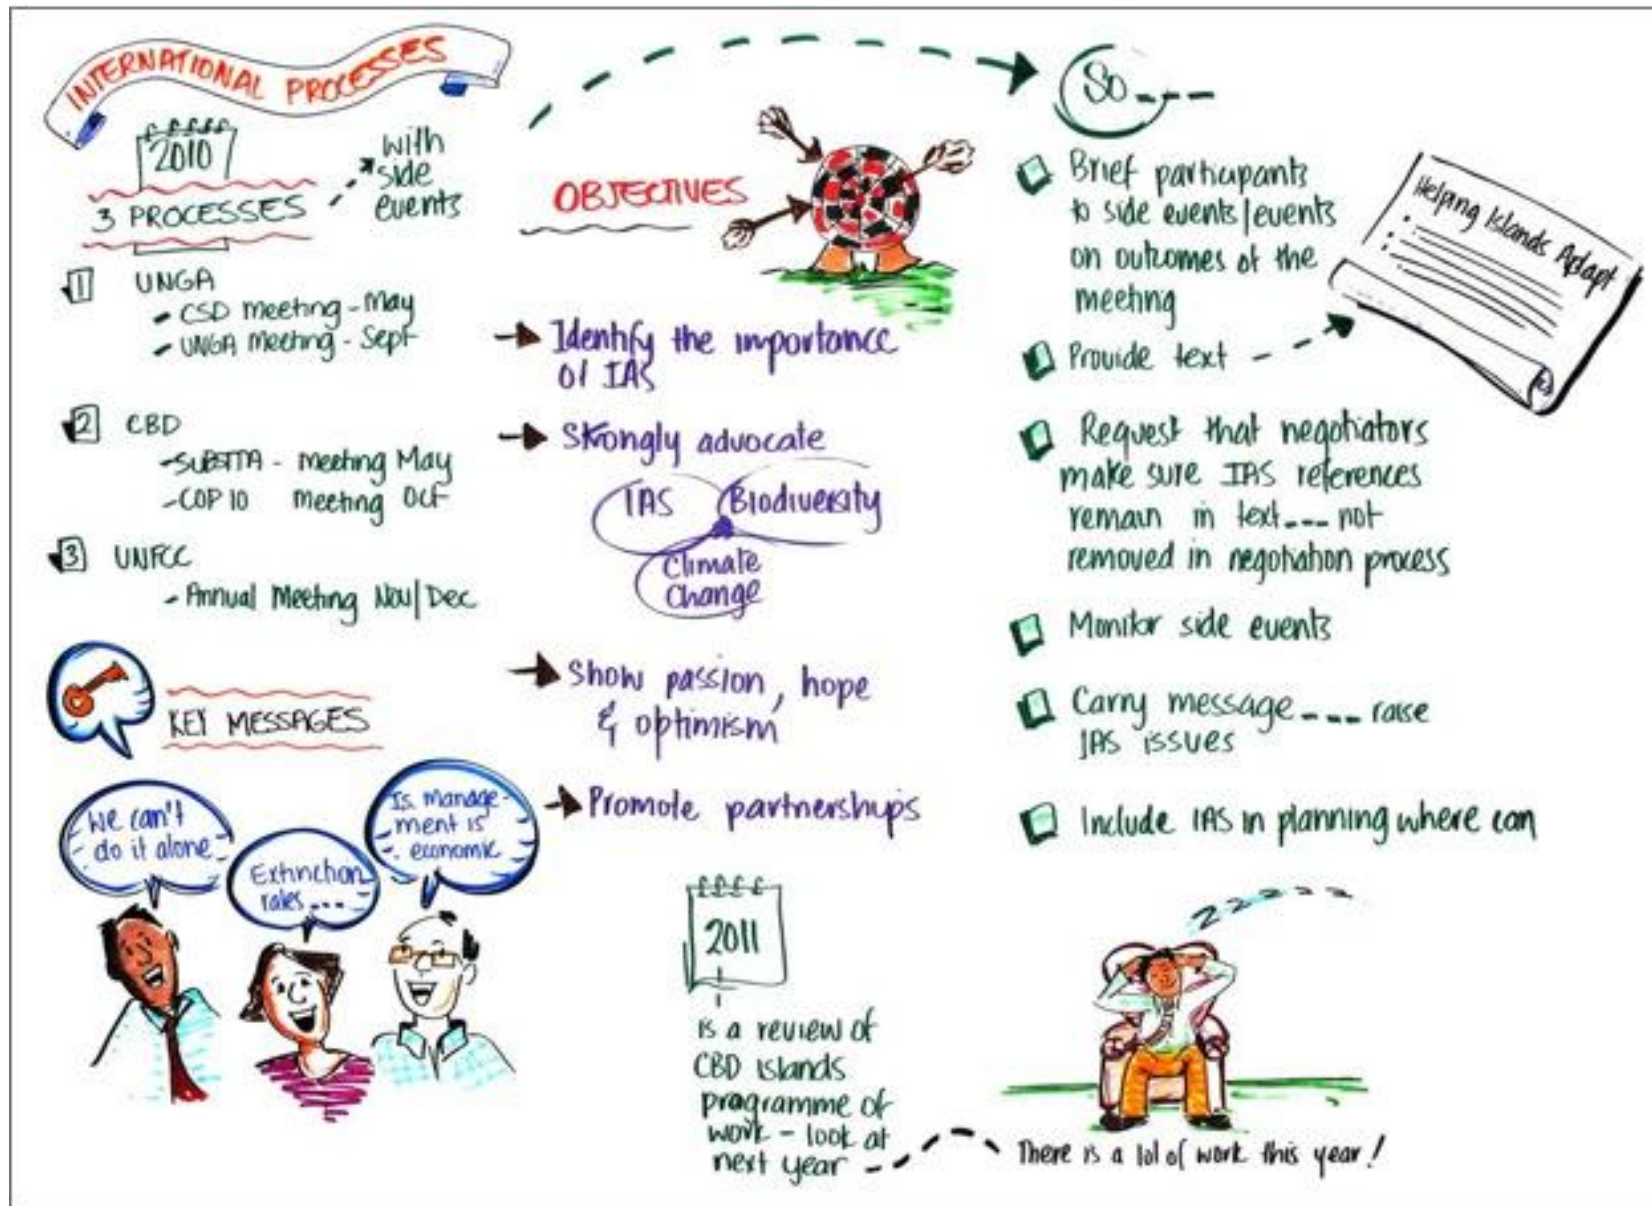 INTERNATIONAL PROCESSES
2010
3 PROCESSES
with
side
events
1 UNGA
- CSD meeting - May
- UNGA meeting - Sept
2 CBD
- SUBSTTA - meeting May
- COP 10 meeting Oct
3 UNFCC
- Annual Meeting Nov/Dec
KEY MESSAGES
We can't
do it alone
Extinction
rates ...
Is. manage-
ment is
economic
OBJECTIVES
Identify the importance
of IAS
Strongly advocate
IAS
Biodiversity
Climate
Change
Show passion, hope
& optimism
Promote partnerships
2011
is a review of
CBD islands
programme of
work - look at
next year
So ---
Brief participants
to side events/events
on outcomes of the
meeting
Provide text
Helping Islands Adapt
Request that negotiators
make sure IAS references
remain in text --- not
removed in negotiation process
Monitor side events
Carry message --- raise
IAS issues
Include IAS in planning where can
zzzzzz
There is a lot of work this year!